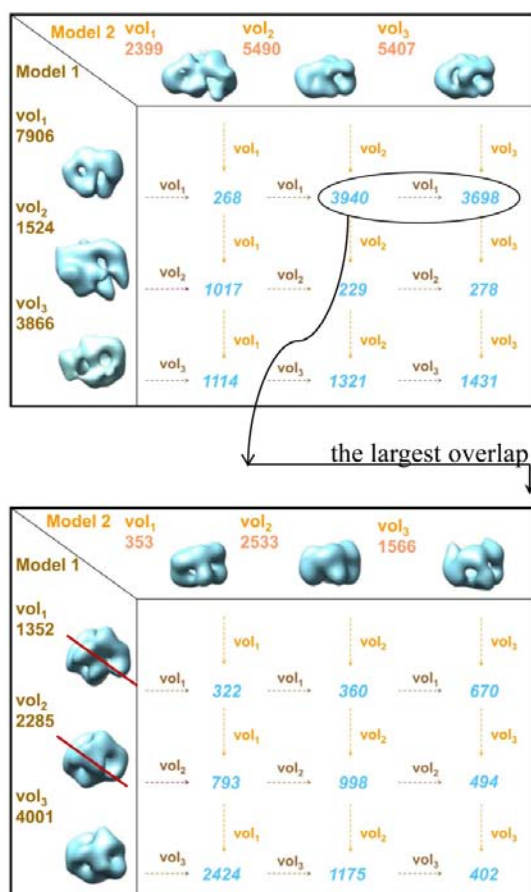 Model 2 vol1 vol2 vol3
2399 5490 5407
Model 1
vol1
7906
vol1 vol2 vol3
vol1 268 vol1 3940 vol1 3698
vol2
1524
vol1 vol2 vol3
vol2 1017 vol2 229 vol2 278
vol3
3866
vol1 vol2 vol3
vol3 1114 vol3 1321 vol3 1431
the largest overlap
Model 2 vol1 vol2 vol3
353 2533 1566
Model 1
vol1
1352
vol1 vol2 vol3
vol1 322 vol1 360 vol1 670
vol2
2285
vol1 vol2 vol3
vol2 793 vol2 998 vol2 494
vol3
4001
vol1 vol2 vol3
vol3 2424 vol3 1175 vol3 402